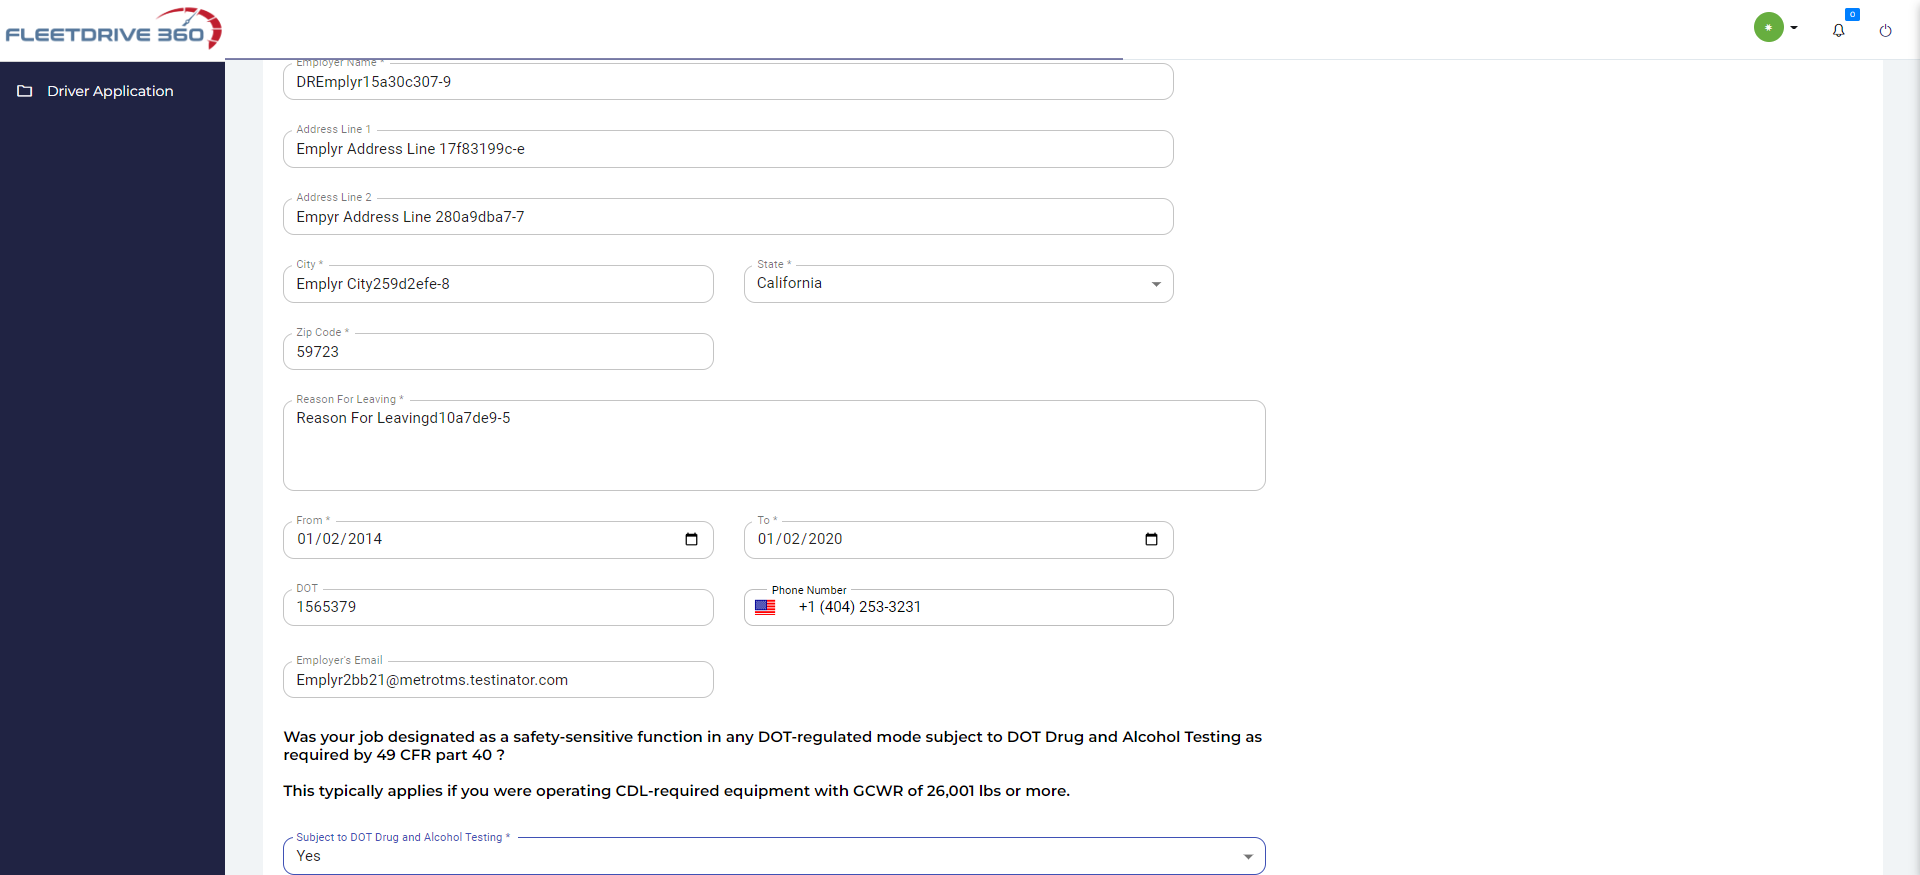 FLEETDRIVE 360
0
Driver Application
Employer Name *
DREmplyr15a30c307-9
Address Line 1
Emplyr Address Line 17f83199c-e
Address Line 2
Empyr Address Line 280a9dba7-7
City *
Emplyr City259d2efe-8
State *
California
Zip Code *
59723
Reason For Leaving *
Reason For Leavingd10a7de9-5
From *
01/02/2014
To *
01/02/2020
DOT
1565379
Phone Number
+1 (404) 253-3231
Employer's Email
Emplyr2bb21@metrotms.testinator.com
Was your job designated as a safety-sensitive function in any DOT-regulated mode subject to DOT Drug and Alcohol Testing as
required by 49 CFR part 40 ?
This typically applies if you were operating CDL-required equipment with GCWR of 26,001 lbs or more.
Subject to DOT Drug and Alcohol Testing *
Yes